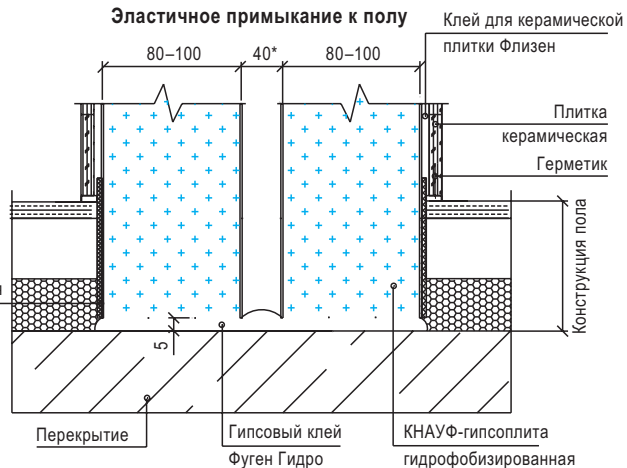 Эластичное примыкание к полу
80–100
40*
80–100
Клей для керамической
плитки Флизен
Плитка
керамическая
Герметик
Конструкция пола
5
Перекрытие
Гипсовый клей
Фуген Гидро
КНАУФ-гипсоплита
гидрофобизированная